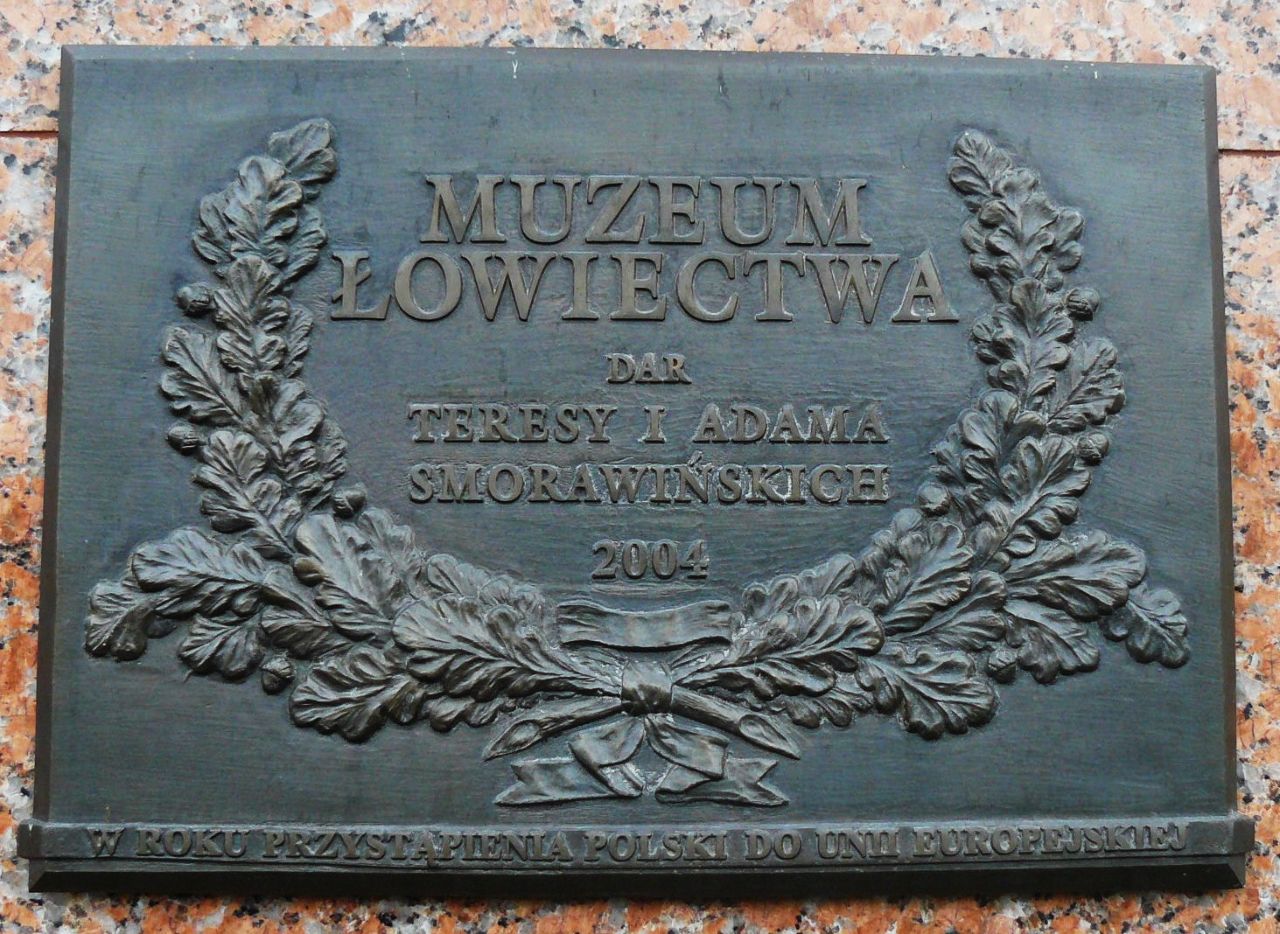 MUZEUM
ŁOWIECTWA
DAR
TERESY I ADAMA
SMORAWIŃSKICH
2004
W ROKU PRZYSTĄPIENIA POLSKI DO UNII EUROPEJSKIEJ